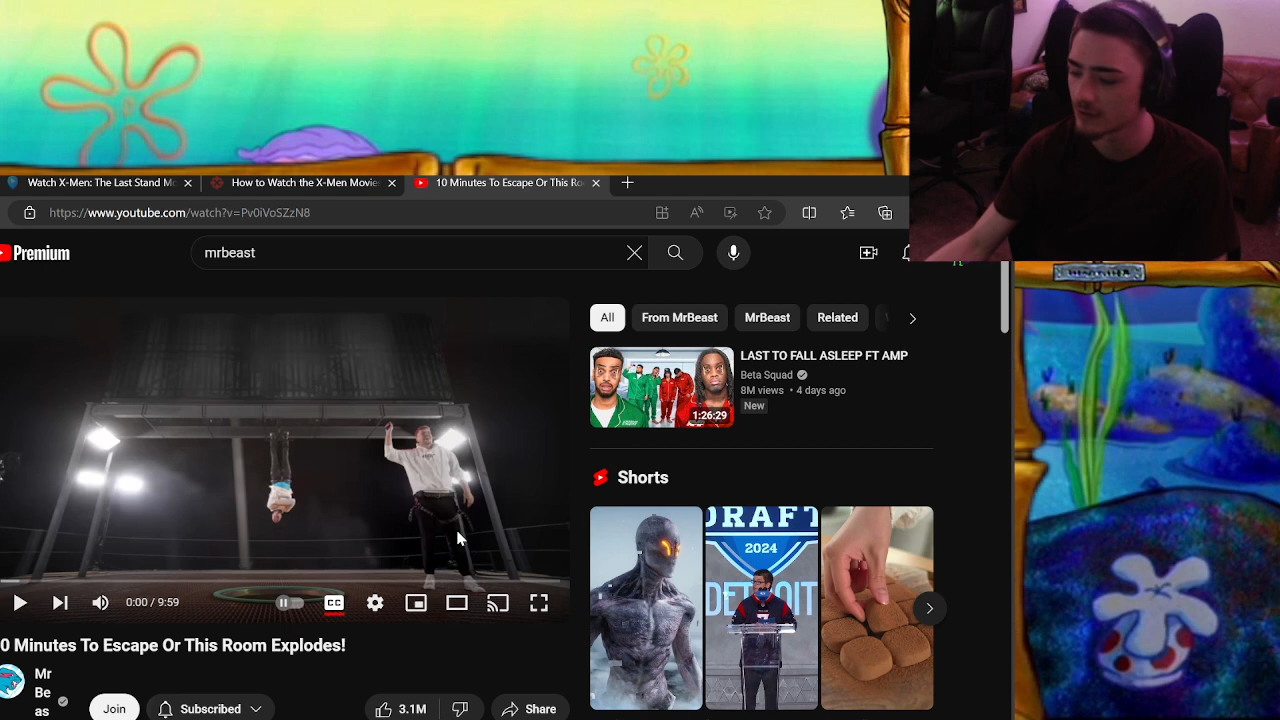 Watch X-Men: The Last Stand Mo
How to Watch the X-Men Movies
10 Minutes To Escape Or This Ro
https://www.youtube.com/watch?v=Pv0iVoSZzN8
Premium
mrbeast
All
From MrBeast
MrBeast
Related
LAST TO FALL ASLEEP FT AMP
Beta Squad
8M views • 4 days ago
New
1:26:29
Shorts
DRAFT
2024
DETROIT
CC
0:00 / 9:59
0 Minutes To Escape Or This Room Explodes!
Mr
Be
as
Join
Subscribed
3.1M
Share